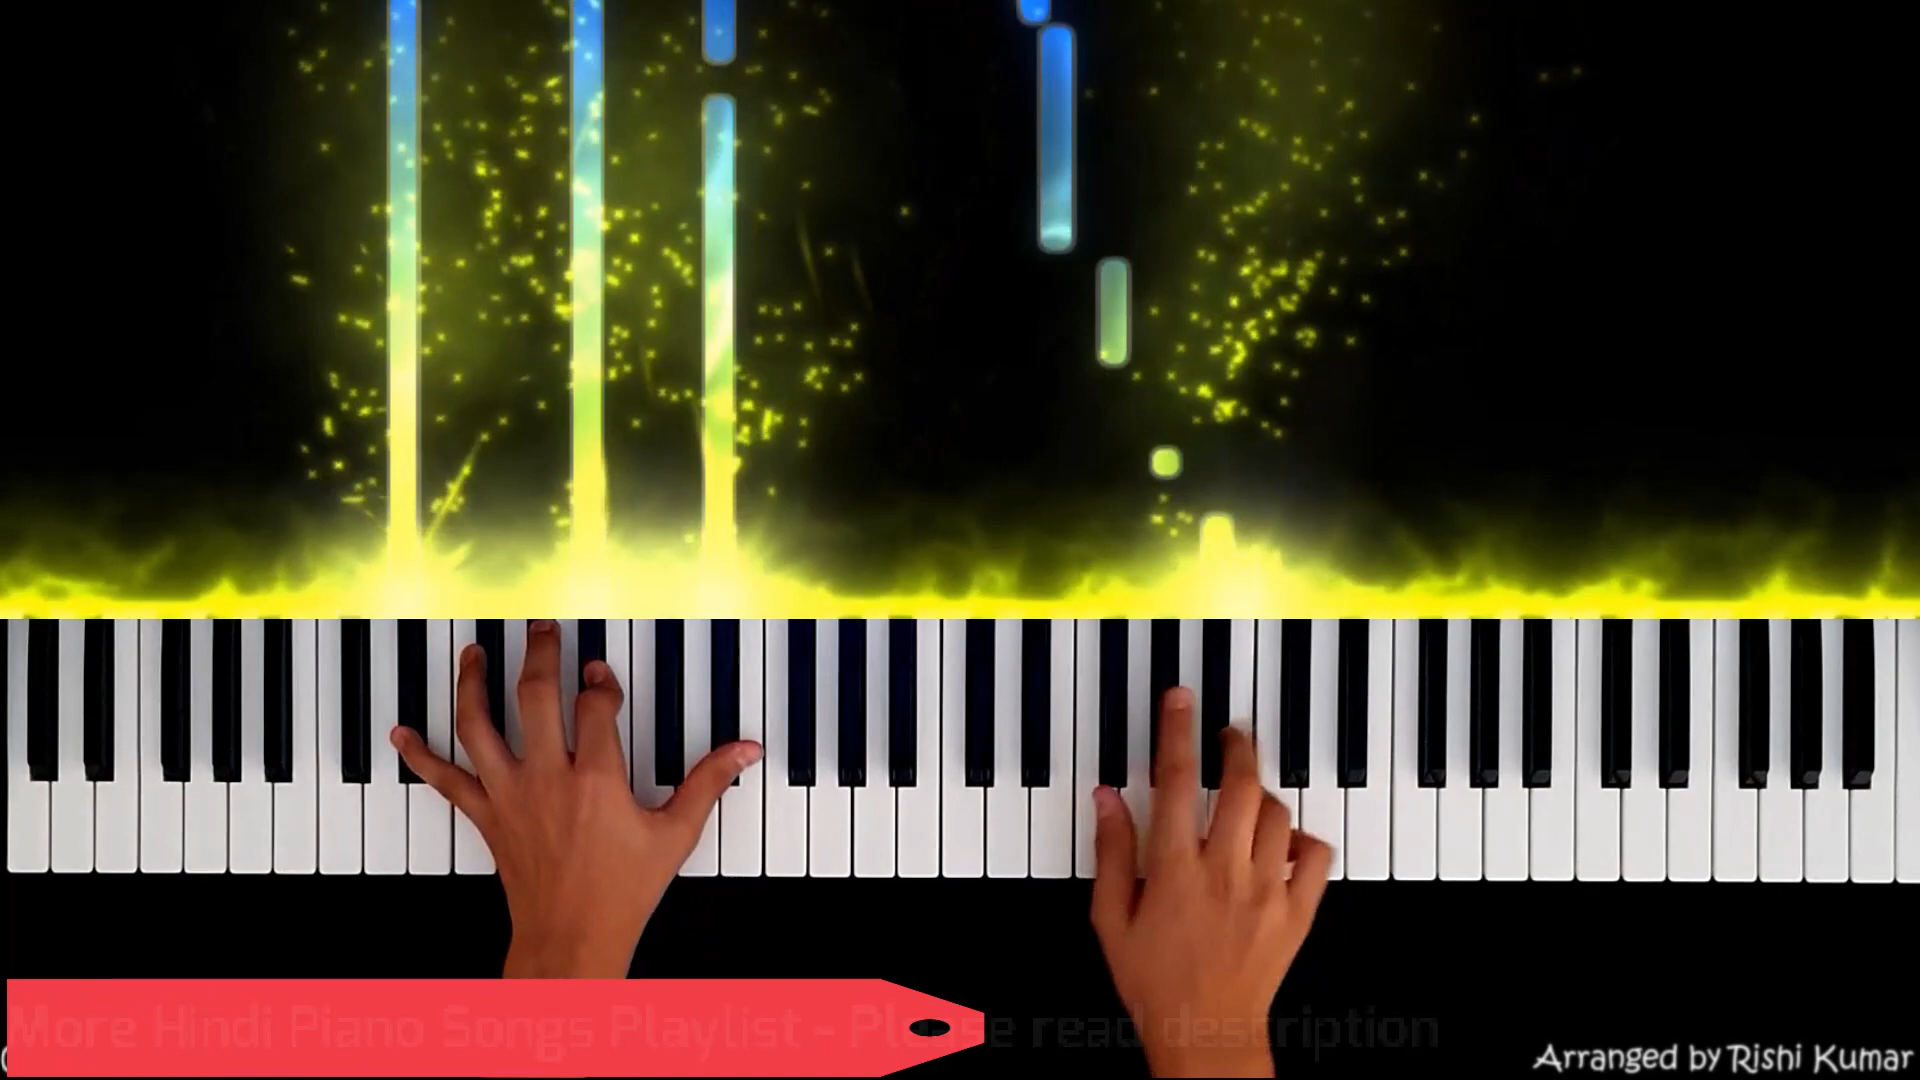 More Hindi Piano Songs Playlist - Please read description
Arranged by Rishi Kumar